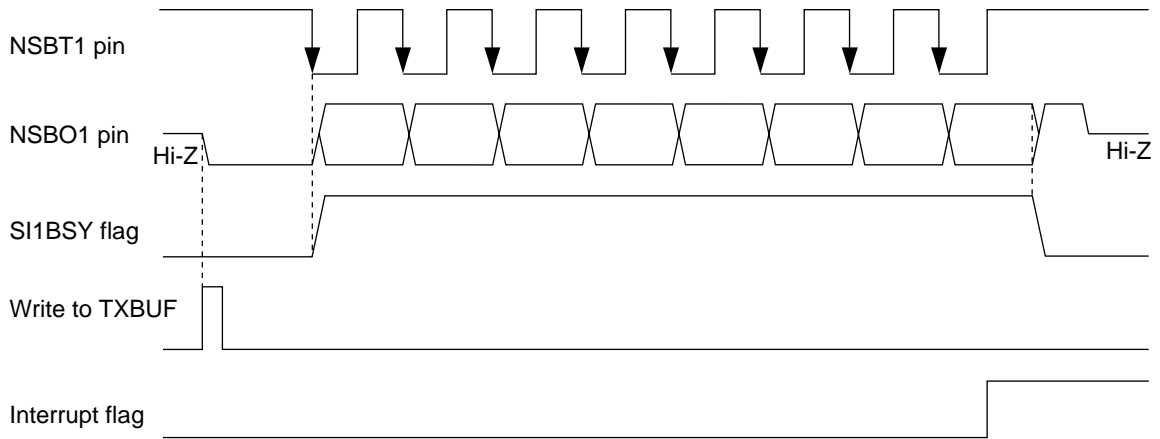 NSBT1 pin
NSBO1 pin
Hi-Z
Hi-Z
SI1BSY flag
Write to TXBUF
Interrupt flag